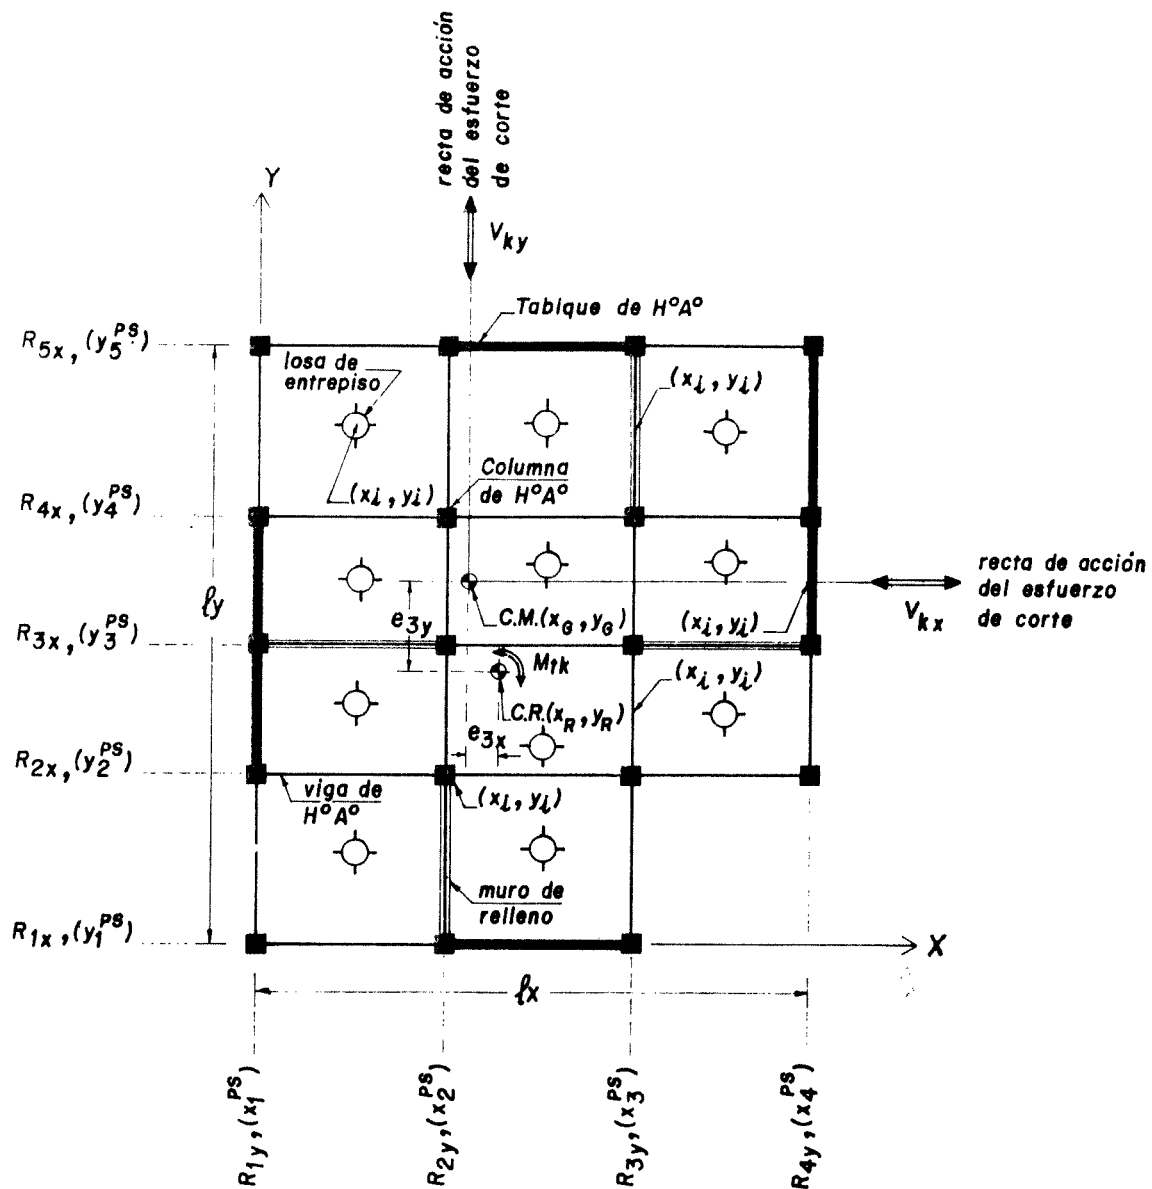 recta de acción
del esfuerzo
de corte
Y
V_ky
Tabique de H°A°
R_5x, (y_5^PS)
losa de
entrepiso
(x_i, y_i)
(x_i, y_i)
Columna
de H°A°
R_4x, (y_4^PS)
recta de acción
del esfuerzo
de corte
V_kx
ℓy
e_3y
C.M.(x_G, y_G)
(x_i, y_i)
R_3x, (y_3^PS)
M_tk
(x_i, y_i)
C.R.(x_R, y_R)
e_3x
R_2x, (y_2^PS)
viga de
H°A°
(x_i, y_i)
muro de
relleno
R_1x, (y_1^PS)
X
ℓx
R_1y, (x_1^PS)
R_2y, (x_2^PS)
R_3y, (x_3^PS)
R_4y, (x_4^PS)